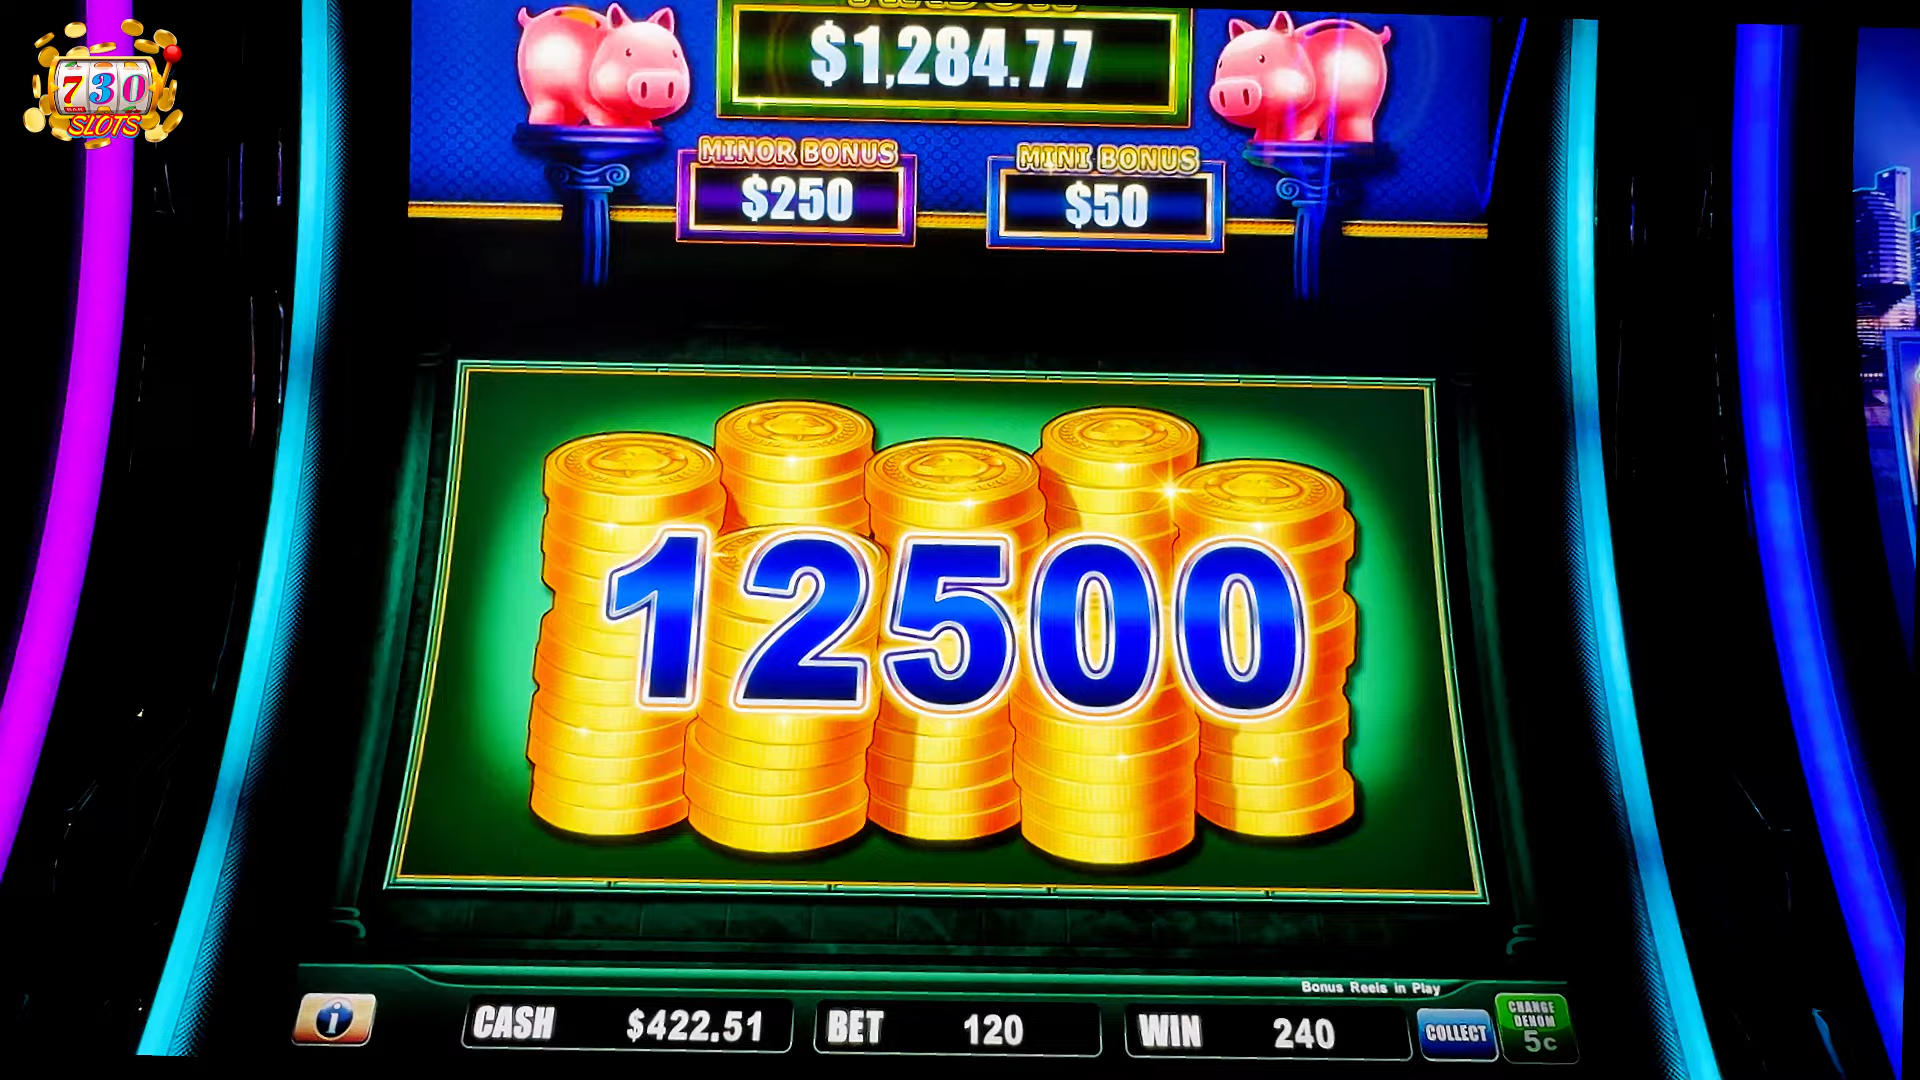 730
SLOTS
$1,284.77
MINOR BONUS
$250
MINI BONUS
$50
12500
Bonus Reels in Play
i
CASH $422.51
BET 120
WIN 240
COLLECT
CHANGE
DENOM
5c